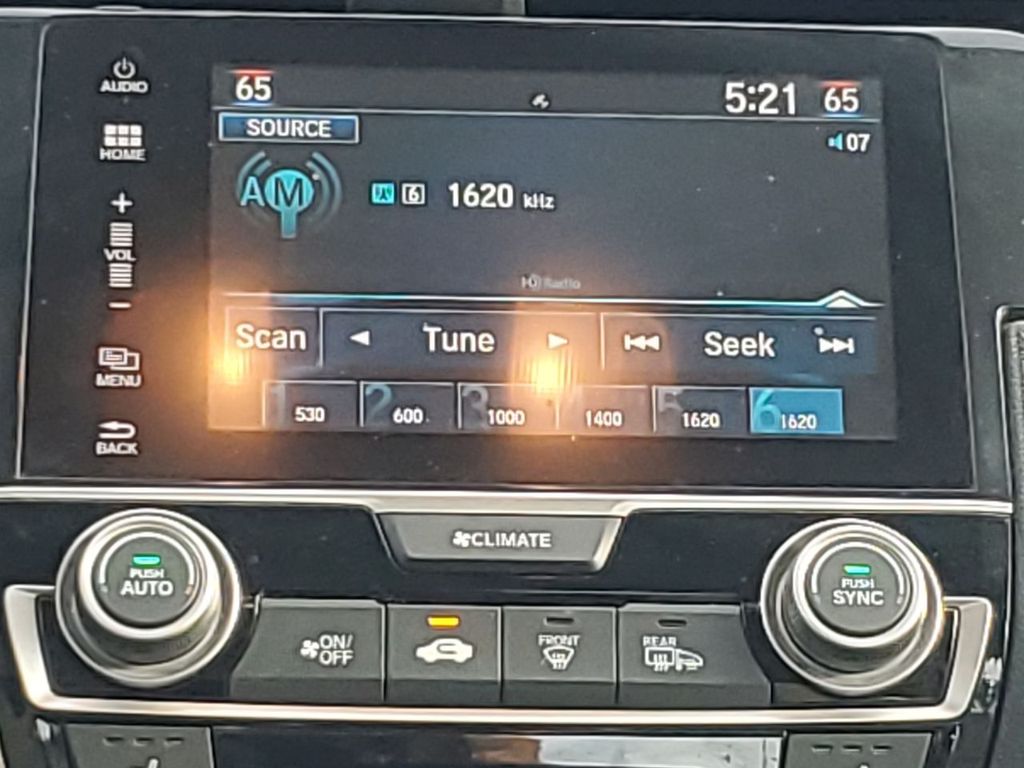 AUDIO
65
5:21
65
SOURCE
07
HOME
AM
6
1620 kHz
+
VOL
HD Radio
-
Scan
Tune
Seek
MENU
1 530
2 600
3 1000
1400
5 1620
6 1620
BACK
CLIMATE
PUSH
AUTO
PUSH
SYNC
ON/
OFF
FRONT
REAR